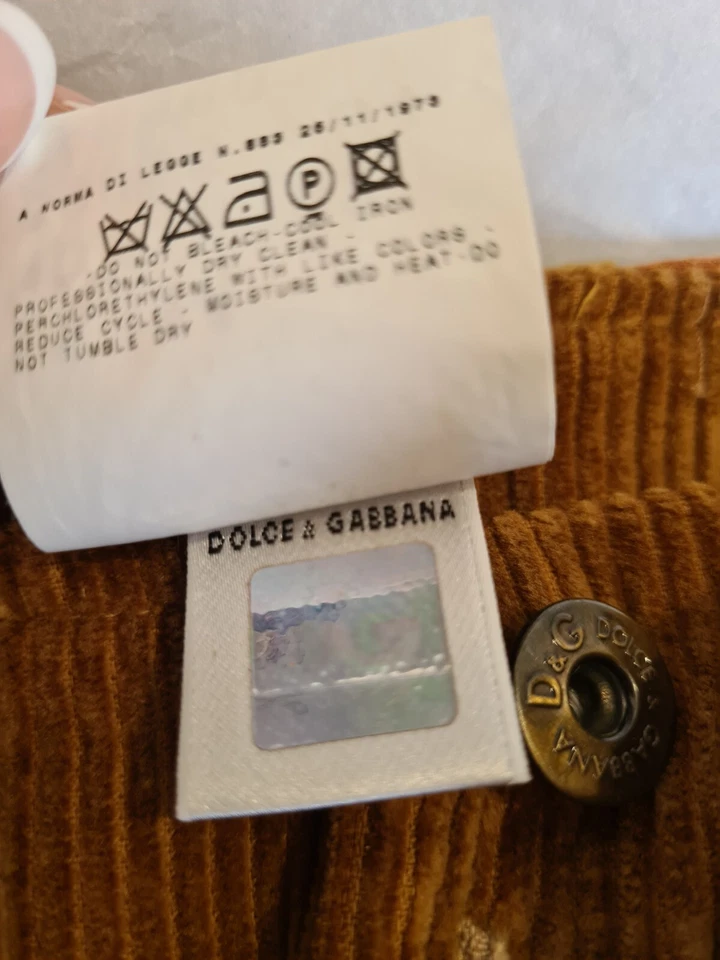 A NORMA DI LEGGE N.883 26/11/1973
P
.DO NOT BLEACH-COOL IRON
PROFESSIONALLY DRY CLEAN -
PERCHLORETHYLENE WITH LIKE COLORS -
REDUCE CYCLE - MOISTURE AND HEAT-DO
NOT TUMBLE DRY
DOLCE & GABBANA
D&G DOLCE & GABBANA